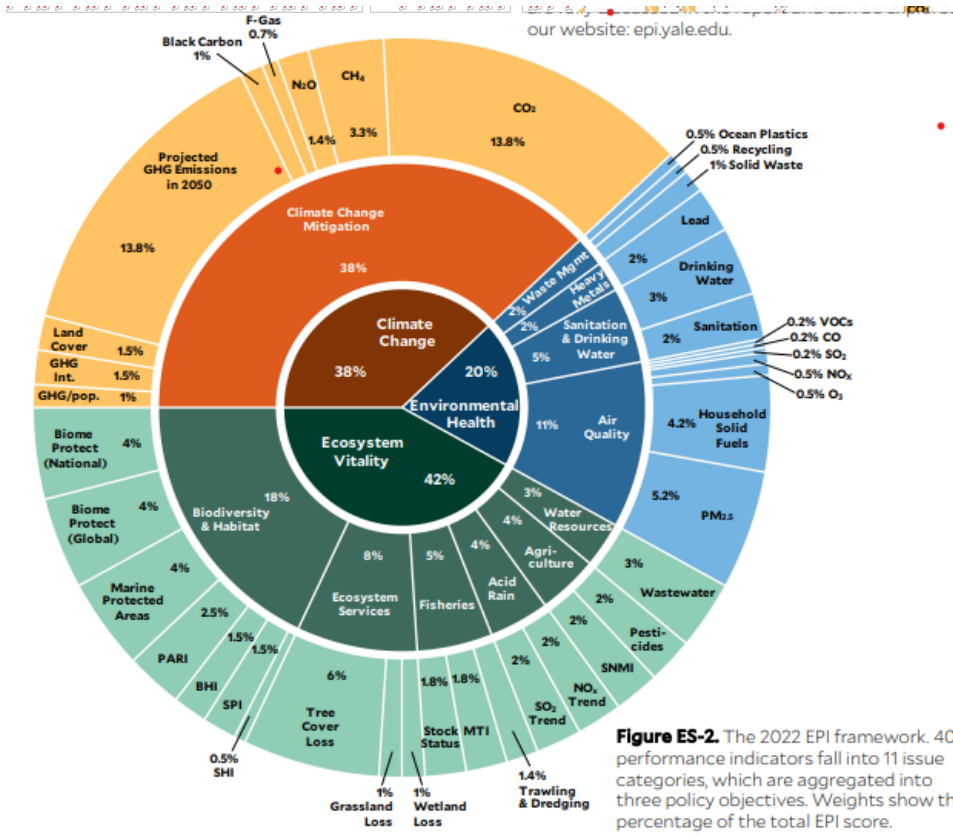 our website: epi.yale.edu.
F-Gas
0.7%
Black Carbon
1%
N₂O
1.4%
CH₄
3.3%
CO₂
13.8%
Projected
GHG Emissions
in 2050
13.8%
Land
Cover
1.5%
GHG
Int.
1.5%
GHG/pop.
1%
0.5% Ocean Plastics
0.5% Recycling
1% Solid Waste
Lead
2%
Drinking
Water
3%
Sanitation
2%
0.2% VOCs
0.2% CO
0.2% SO₂
0.5% NOₓ
0.5% O₃
4.2%
Household
Solid
Fuels
5.2%
PM₂.₅
Climate Change
Mitigation
38%
2%
Waste Mgmt
2%
Heavy
Metals
Sanitation
& Drinking
Water
5%
11%
Air
Quality
Climate
Change
38%
20%
Environmental
Health
Ecosystem
Vitality
42%
18%
Biodiversity
& Habitat
8%
Ecosystem
Services
5%
Fisheries
4%
Acid
Rain
4%
Agri-
culture
3%
Water
Resources
Biome
Protect
(National)
4%
Biome
Protect
(Global)
4%
Marine
Protected
Areas
4%
2.5%
PARI
1.5%
BHI
1.5%
SPI
0.5%
SHI
6%
Tree
Cover
Loss
1%
Grassland
Loss
1%
Wetland
Loss
1.8%
Stock
Status
1.8%
MTI
1.4%
Trawling
& Dredging
2%
SO₂
Trend
2%
NOₓ
Trend
2%
SNMI
2%
Pesti-
cides
3%
Wastewater
Figure ES-2. The 2022 EPI framework. 40
performance indicators fall into 11 issue
categories, which are aggregated into
three policy objectives. Weights show th
percentage of the total EPI score.